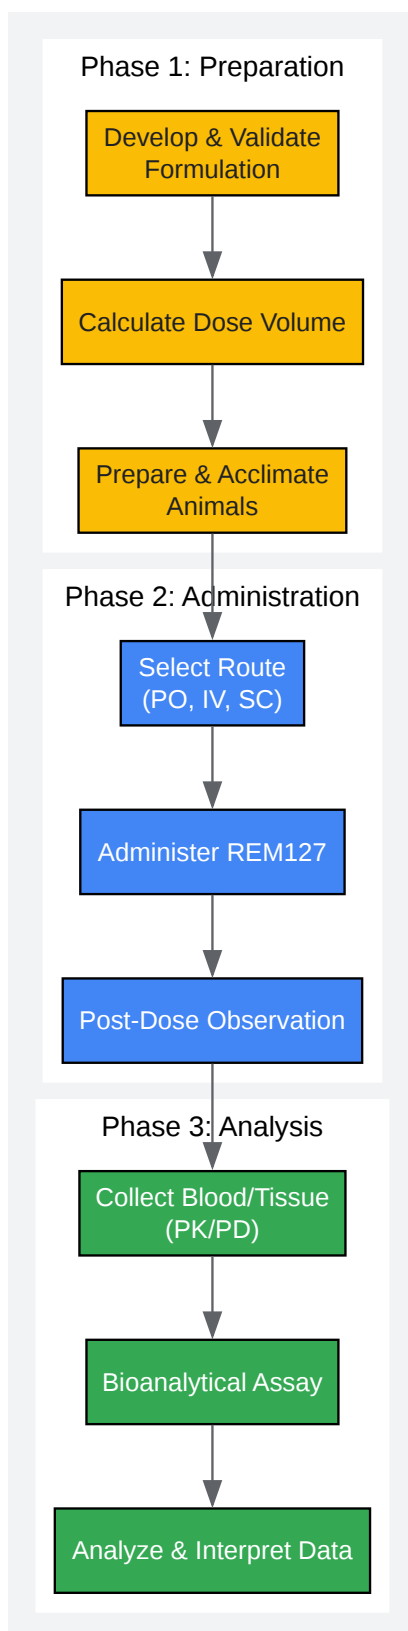 Phase 1: Preparation
Develop & Validate
Formulation
Calculate Dose Volume
Prepare & Acclimate
Animals
Phase 2: Administration
Select Route
(PO, IV, SC)
Administer REM127
Post-Dose Observation
Phase 3: Analysis
Collect Blood/Tissue
(PK/PD)
Bioanalytical Assay
Analyze & Interpret Data